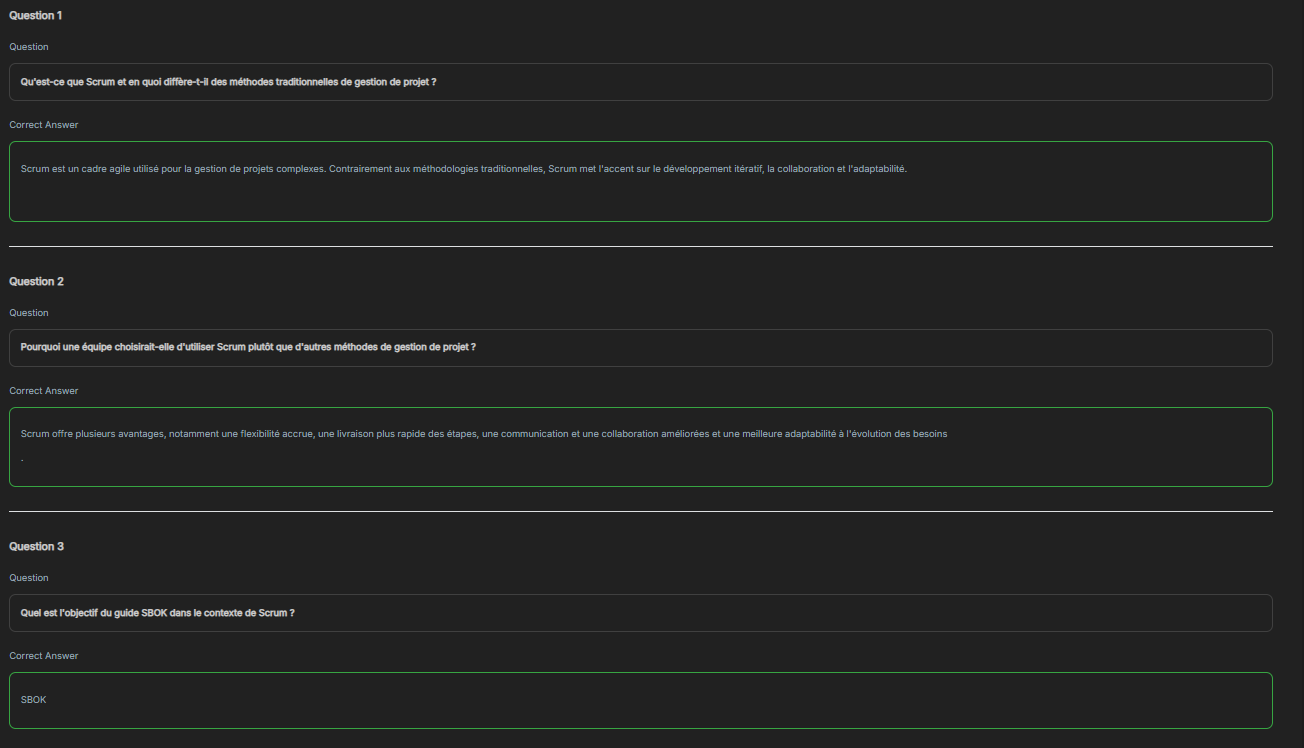 Question 1
Question
Qu'est-ce que Scrum et en quoi diffère-t-il des méthodes traditionnelles de gestion de projet ?
Correct Answer
Scrum est un cadre agile utilisé pour la gestion de projets complexes. Contrairement aux méthodologies traditionnelles, Scrum met l'accent sur le développement itératif, la collaboration et l'adaptabilité.
Question 2
Question
Pourquoi une équipe choisirait-elle d'utiliser Scrum plutôt que d'autres méthodes de gestion de projet ?
Correct Answer
Scrum offre plusieurs avantages, notamment une flexibilité accrue, une livraison plus rapide des étapes, une communication et une collaboration améliorées et une meilleure adaptabilité à l'évolution des besoins
.
Question 3
Question
Quel est l'objectif du guide SBOK dans le contexte de Scrum ?
Correct Answer
SBOK